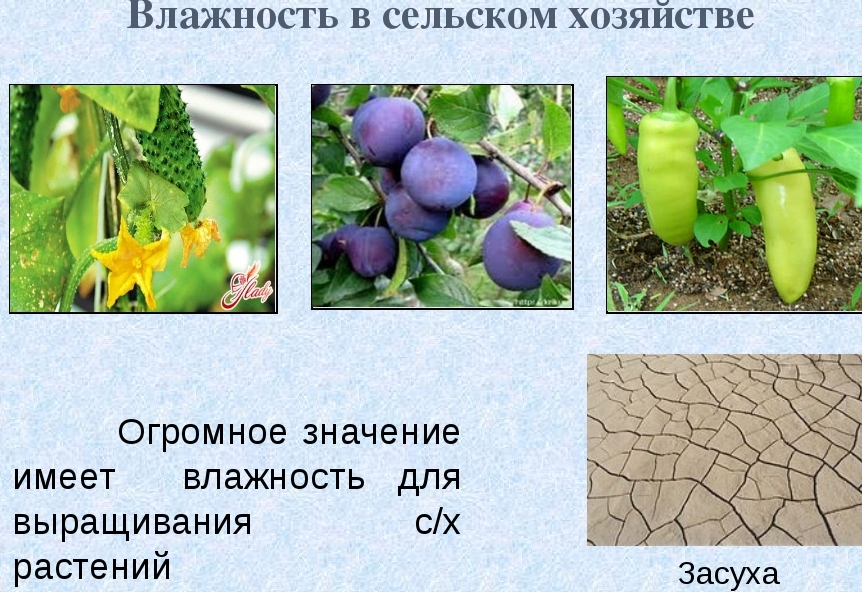 Влажность в сельском хозяйстве
Огромное значение
имеет влажность для
выращивания с/х
растений
Засуха